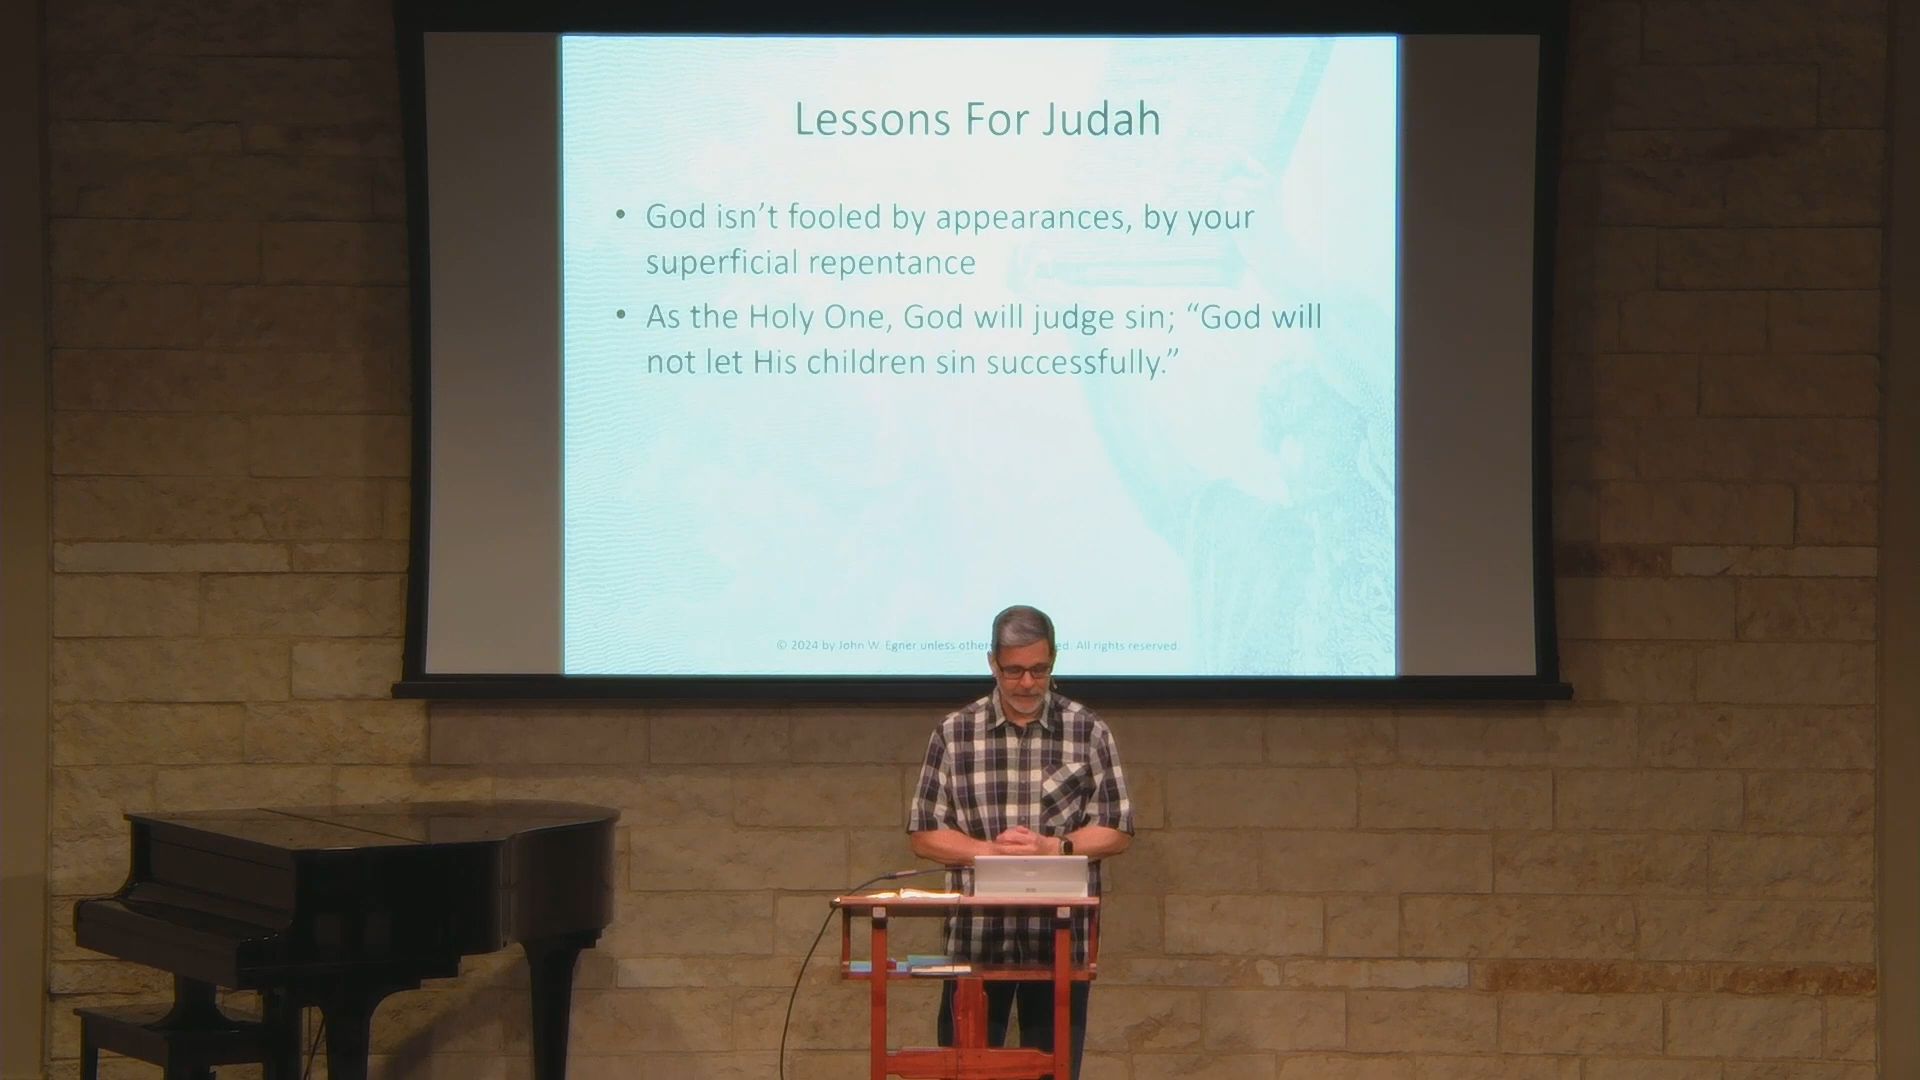 Lessons For Judah
• God isn't fooled by appearances, by your
superficial repentance
• As the Holy One, God will judge sin; “God will
not let His children sin successfully.”
© 2024 by John W. Egner unless All rights reserved.